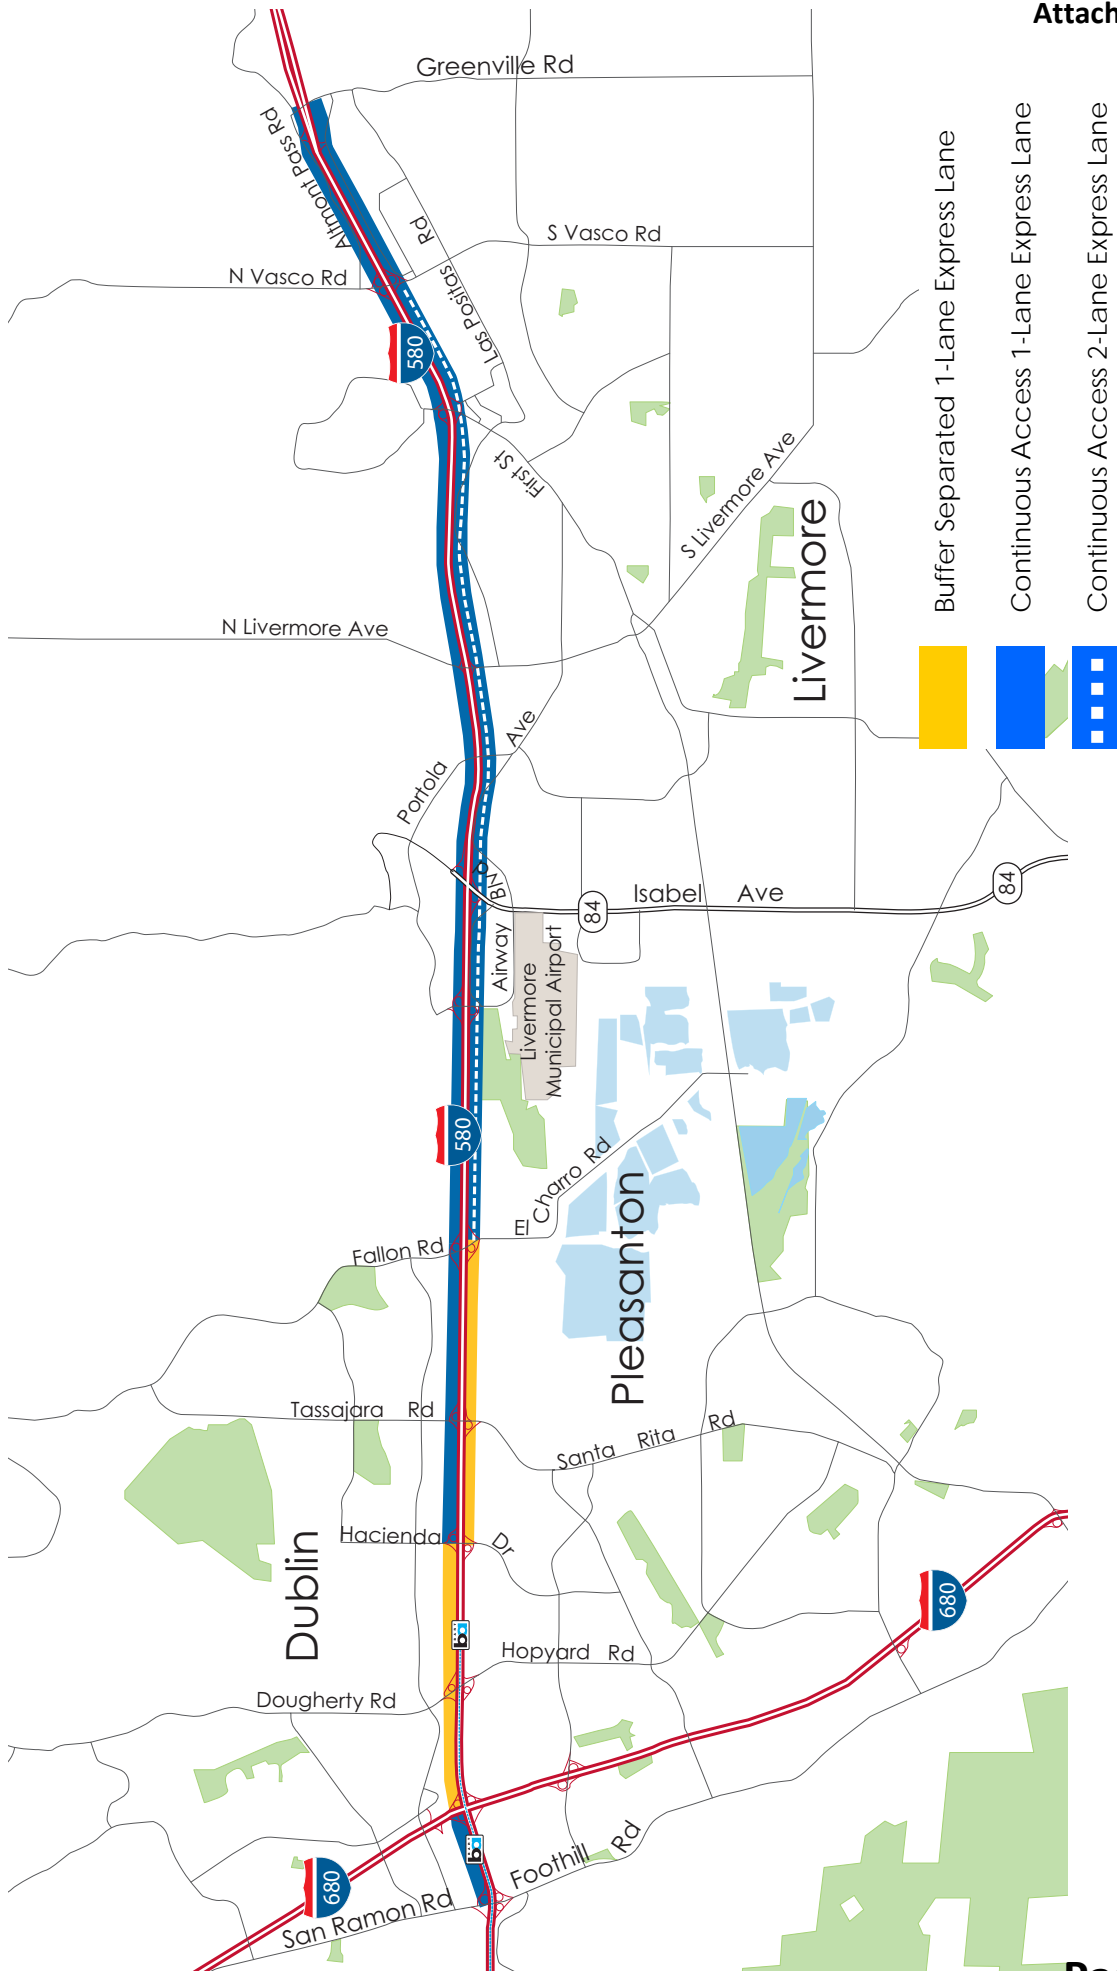 Attach
Greenville Rd
Altmont Pass Rd
Rd
S Vasco Rd
N Vasco Rd
Las Positas
580
First St
S Livermore Ave
Livermore
N Livermore Ave
Buffer Separated 1-Lane Express Lane
Continuous Access 1-Lane Express Lane
Continuous Access 2-Lane Express Lane
Portola
Ave
Isabel Ave
84
84
Airway
Blvd
Livermore
Municipal Airport
580
El
Charro Rd
Pleasanton
Fallon Rd
Tassajara Rd
Santa Rita Rd
Hacienda
Dr
Dublin
680
Hopyard Rd
Dougherty Rd
Foothill
Rd
680
San Ramon Rd